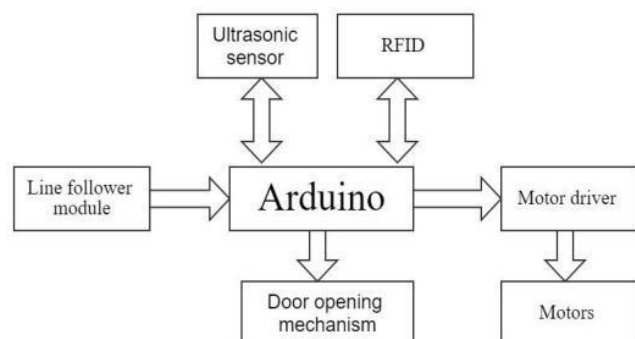 Ultrasonic
sensor
RFID
Line follower
module
Arduino
Motor driver
Door opening
mechanism
Motors